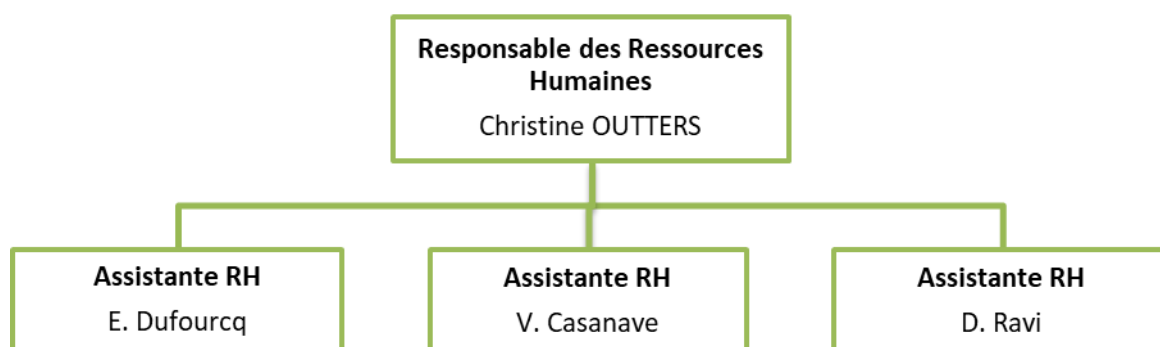 Responsable des Ressources
Humaines
Christine OUTTERS
Assistante RH
E. Dufourcq
Assistante RH
V. Casanave
Assistante RH
D. Ravi